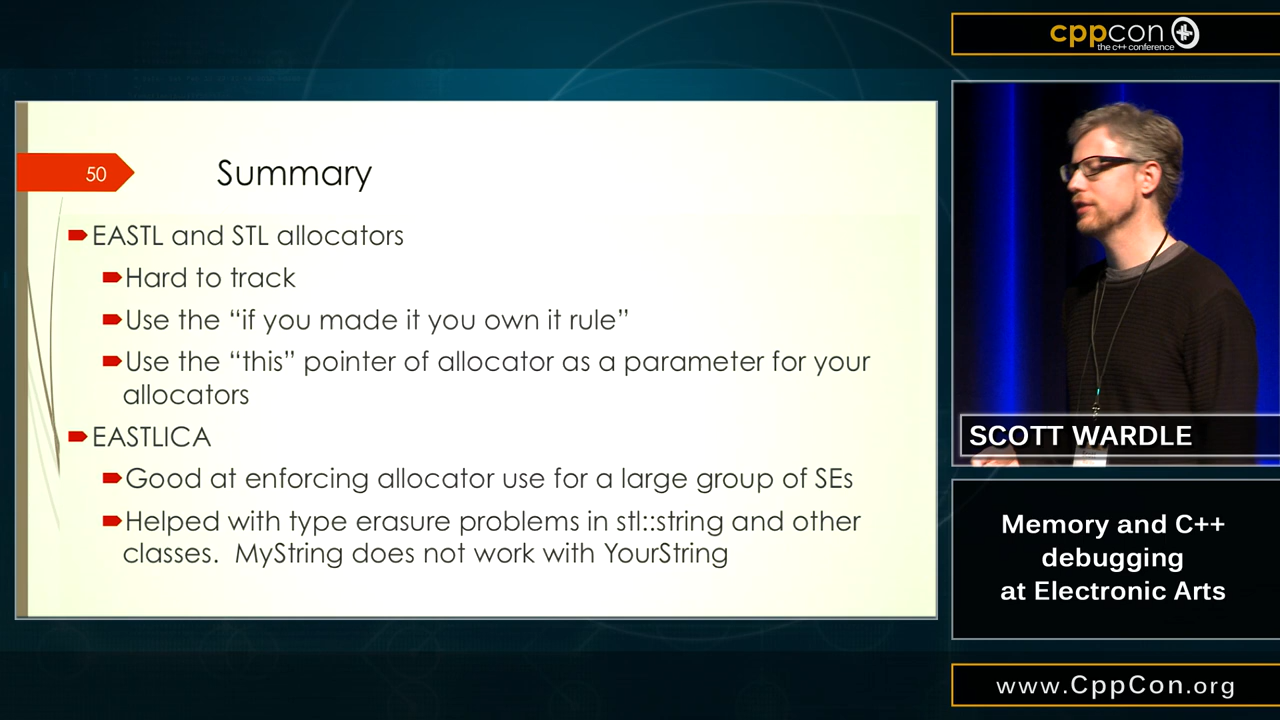 cppcon
the c++ conference
50
Summary
EASTL and STL allocators
Hard to track
Use the “if you made it you own it rule”
Use the “this” pointer of allocator as a parameter for your
allocators
EASTLICA
Good at enforcing allocator use for a large group of SEs
Helped with type erasure problems in stl::string and other
classes.  MyString does not work with YourString
SCOTT WARDLE
Memory and C++
debugging
at Electronic Arts
www.CppCon.org